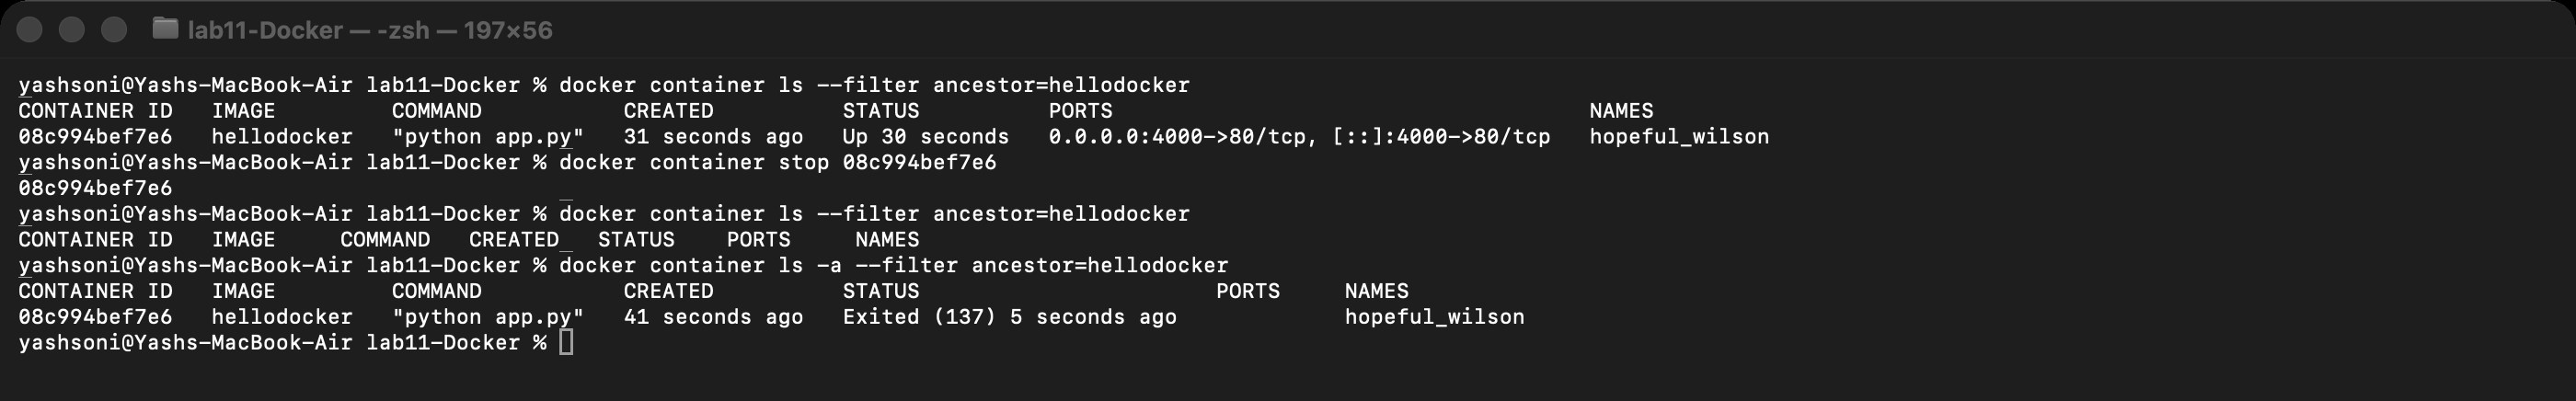 lab11-Docker — -zsh — 197×56
yashsoni@Yashs-MacBook-Air lab11-Docker % docker container ls --filter ancestor=hellodocker
CONTAINER ID   IMAGE         COMMAND           CREATED          STATUS          PORTS                                     NAMES
08c994bef7e6   hellodocker   "python app.py"   31 seconds ago   Up 30 seconds   0.0.0.0:4000->80/tcp, [::]:4000->80/tcp   hopeful_wilson
yashsoni@Yashs-MacBook-Air lab11-Docker % docker container stop 08c994bef7e6
08c994bef7e6
yashsoni@Yashs-MacBook-Air lab11-Docker % docker container ls --filter ancestor=hellodocker
CONTAINER ID   IMAGE     COMMAND   CREATED   STATUS    PORTS     NAMES
yashsoni@Yashs-MacBook-Air lab11-Docker % docker container ls -a --filter ancestor=hellodocker
CONTAINER ID   IMAGE         COMMAND           CREATED          STATUS                       PORTS     NAMES
08c994bef7e6   hellodocker   "python app.py"   41 seconds ago   Exited (137) 5 seconds ago             hopeful_wilson
yashsoni@Yashs-MacBook-Air lab11-Docker %